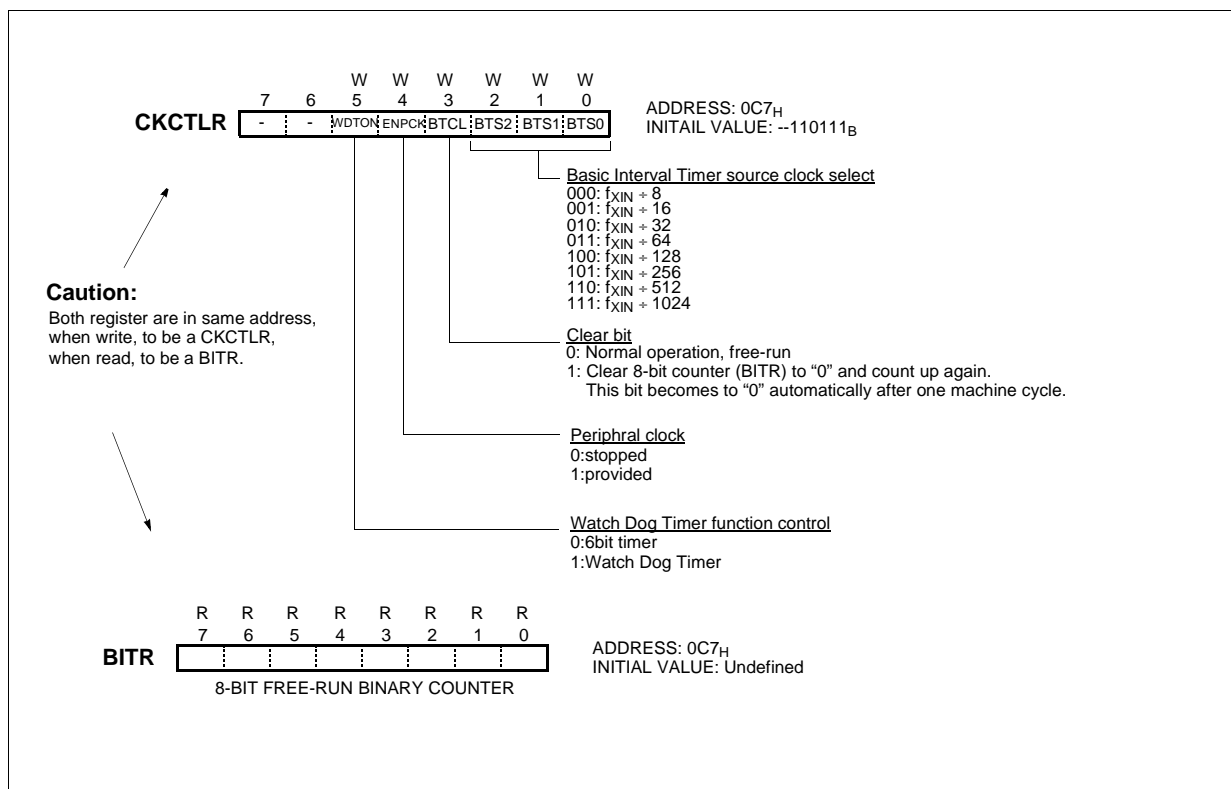 W W W W W W
7 6 5 4 3 2 1 0
CKCTLR - - WDTON ENPCK BTCL BTS2 BTS1 BTS0
ADDRESS: 0C7H
INITAIL VALUE: --110111B
Basic Interval Timer source clock select
000: fXIN ÷ 8
001: fXIN ÷ 16
010: fXIN ÷ 32
011: fXIN ÷ 64
100: fXIN ÷ 128
101: fXIN ÷ 256
110: fXIN ÷ 512
111: fXIN ÷ 1024
Caution:
Both register are in same address,
when write, to be a CKCTLR,
when read, to be a BITR.
Clear bit
0: Normal operation, free-run
1: Clear 8-bit counter (BITR) to “0” and count up again.
This bit becomes to “0” automatically after one machine cycle.
Periphral clock
0:stopped
1:provided
Watch Dog Timer function control
0:6bit timer
1:Watch Dog Timer
R R R R R R R R
7 6 5 4 3 2 1 0
BITR
ADDRESS: 0C7H
INITIAL VALUE: Undefined
8-BIT FREE-RUN BINARY COUNTER